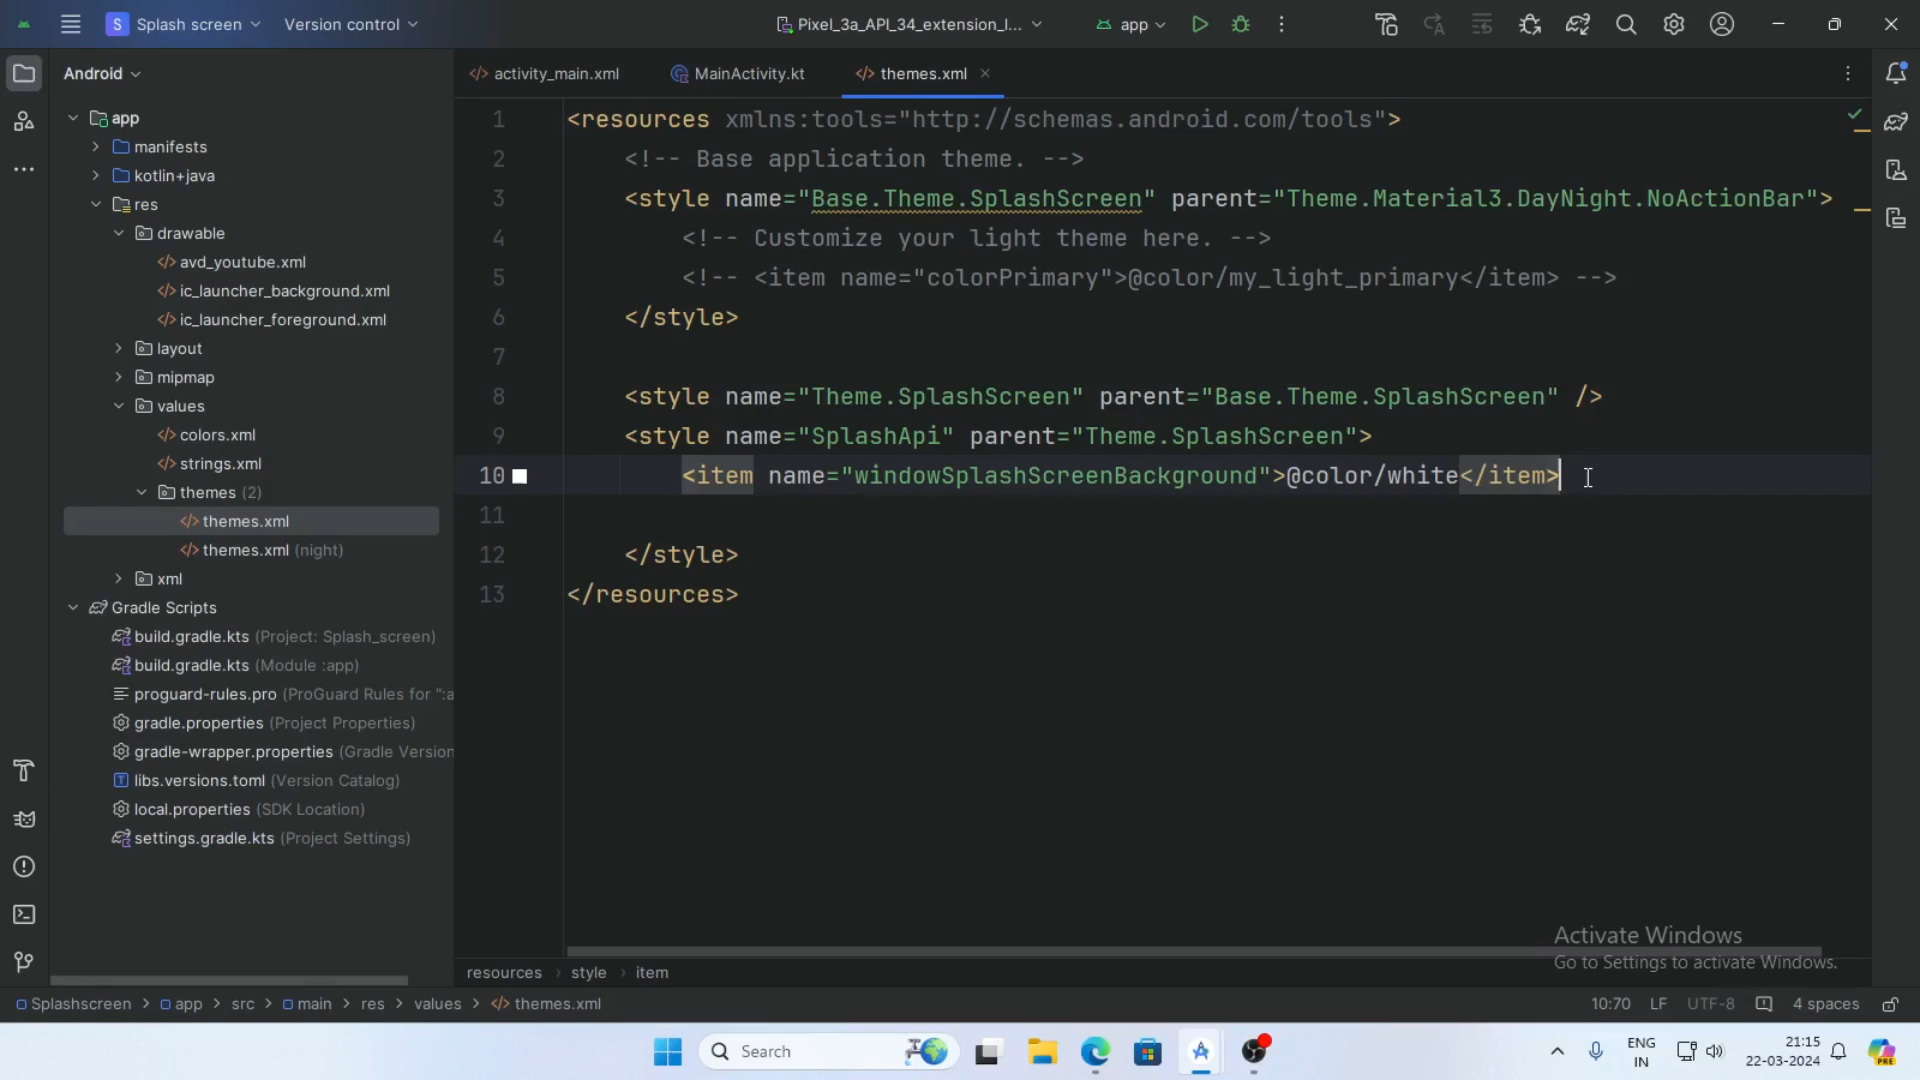 S Splash screen Version control Pixel_3a_API_34_extension_l... app
Android
activity_main.xml MainActivity.kt themes.xml
app
manifests
kotlin+java
res
drawable
avd_youtube.xml
ic_launcher_background.xml
ic_launcher_foreground.xml
layout
mipmap
values
colors.xml
strings.xml
themes (2)
themes.xml
themes.xml (night)
xml
Gradle Scripts
build.gradle.kts (Project: Splash_screen)
build.gradle.kts (Module :app)
proguard-rules.pro (ProGuard Rules for ":a
gradle.properties (Project Properties)
gradle-wrapper.properties (Gradle Version
libs.versions.toml (Version Catalog)
local.properties (SDK Location)
settings.gradle.kts (Project Settings)
1 <resources xmlns:tools="http://schemas.android.com/tools">
2 <!-- Base application theme. -->
3 <style name="Base.Theme.SplashScreen" parent="Theme.Material3.DayNight.NoActionBar">
4 <!-- Customize your light theme here. -->
5 <!-- <item name="colorPrimary">@color/my_light_primary</item> -->
6 </style>
7
8 <style name="Theme.SplashScreen" parent="Base.Theme.SplashScreen" />
9 <style name="SplashApi" parent="Theme.SplashScreen">
10 <item name="windowSplashScreenBackground">@color/white</item>
11
12 </style>
13 </resources>
Activate Windows
Go to Settings to activate Windows.
resources › style › item
Splashscreen > app > src > main > res > values > themes.xml
10:70 LF UTF-8 4 spaces
Search
ENG
IN
21:15
22-03-2024
PRE